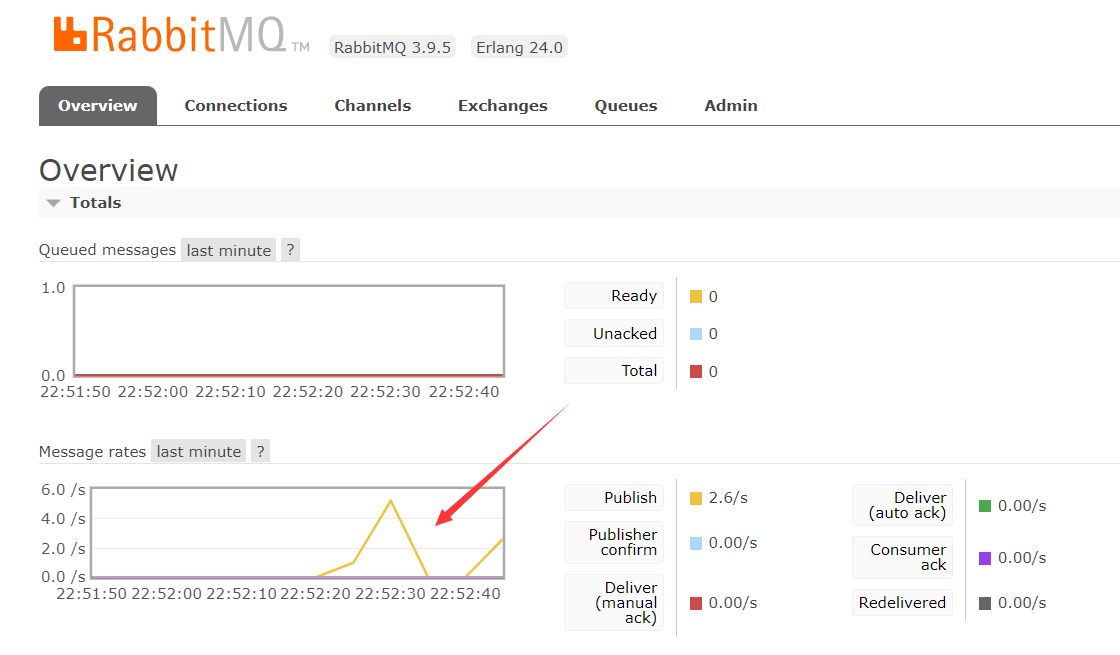 RabbitMQ TM RabbitMQ 3.9.5 Erlang 24.0
Overview Connections Channels Exchanges Queues Admin
Overview
Totals
Queued messages last minute ?
1.0
0.0
22:51:50 22:52:00 22:52:10 22:52:20 22:52:30 22:52:40
Ready 0
Unacked 0
Total 0
Message rates last minute ?
6.0 /s
4.0 /s
2.0 /s
0.0 /s
22:51:50 22:52:00 22:52:10 22:52:20 22:52:30 22:52:40
Publish 2.6/s
Publisher
confirm 0.00/s
Deliver
(manual
ack) 0.00/s
Deliver
(auto ack) 0.00/s
Consumer
ack 0.00/s
Redelivered 0.00/s